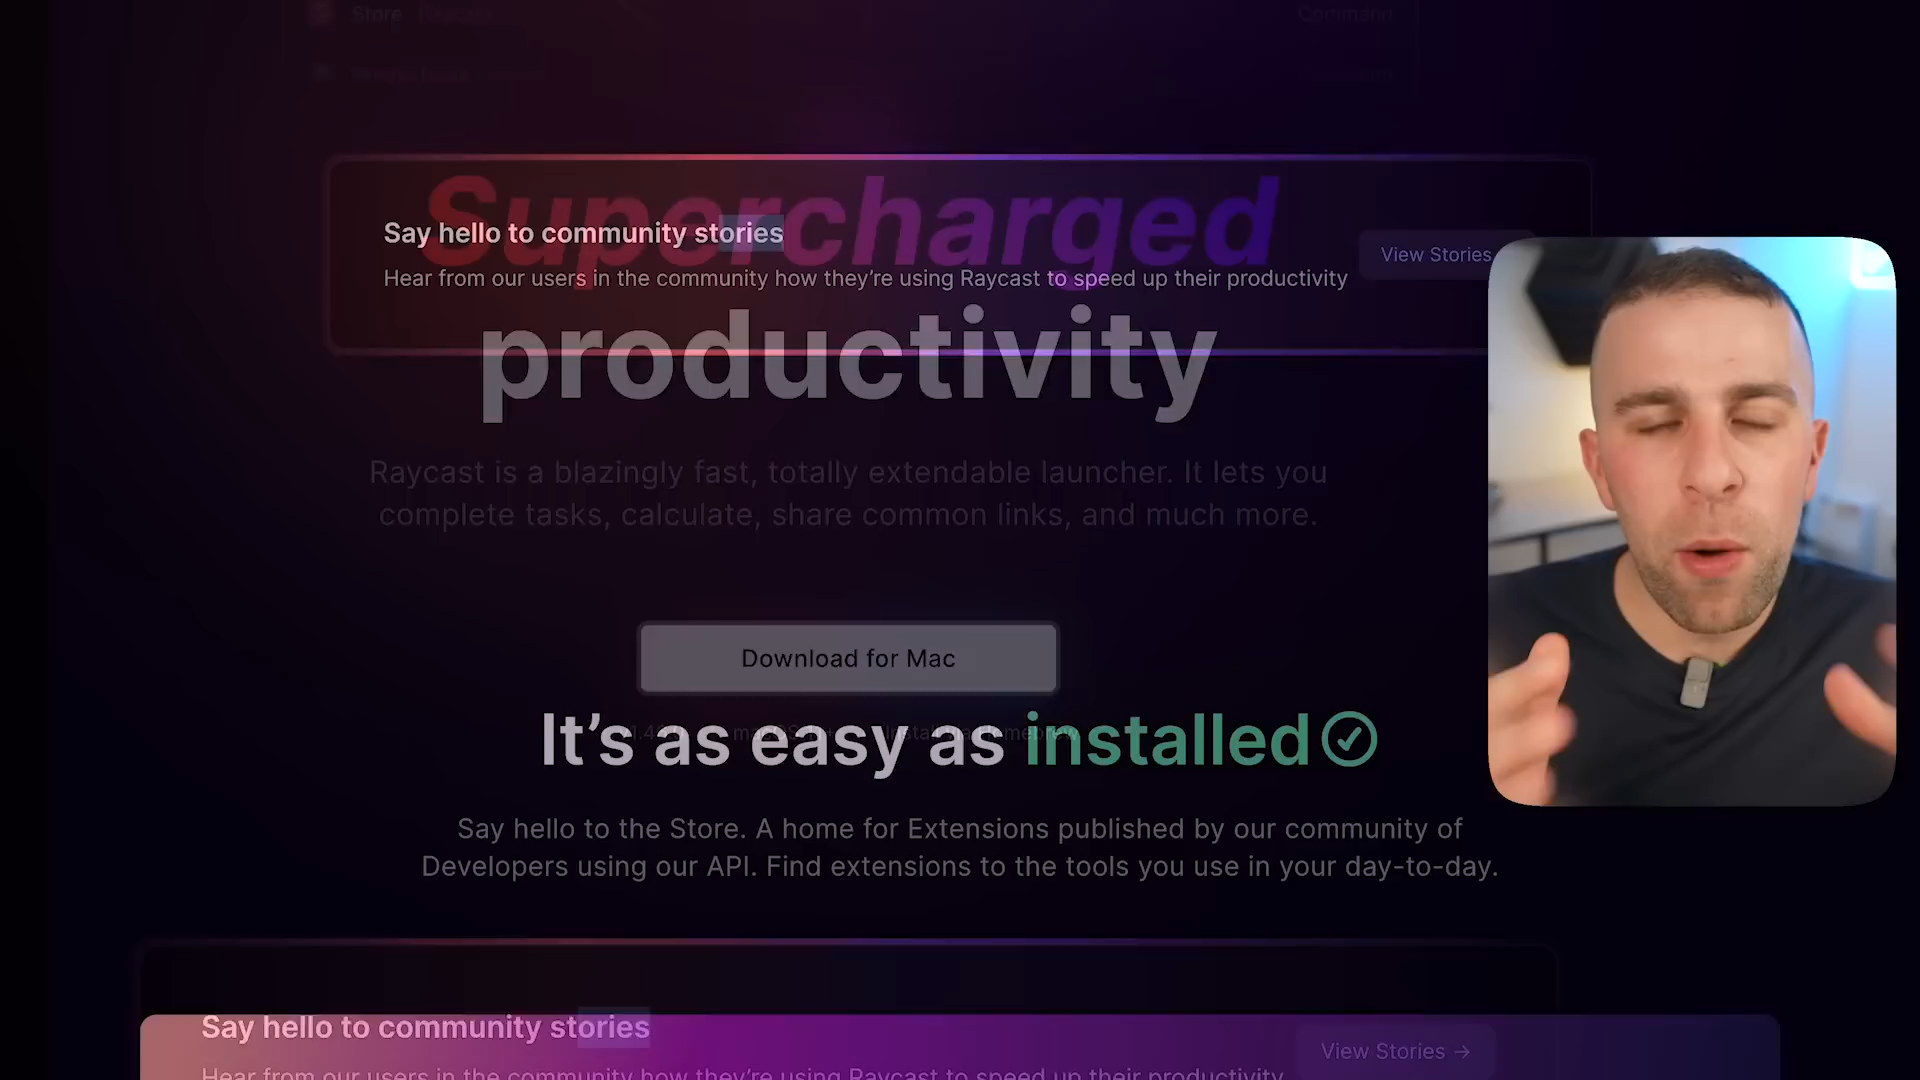 Store
Command
Supercharged
Say hello to community stories
View Stories
Hear from our users in the community how they’re using Raycast to speed up their productivity
productivity
Raycast is a blazingly fast, totally extendable launcher. It lets you
complete tasks, calculate, share common links, and much more.
Download for Mac
It’s as easy as installed
Say hello to the Store. A home for Extensions published by our community of
Developers using our API. Find extensions to the tools you use in your day-to-day.
Say hello to community stories
View Stories →
Hear from our users in the community how they’re using Raycast to speed up their productivity